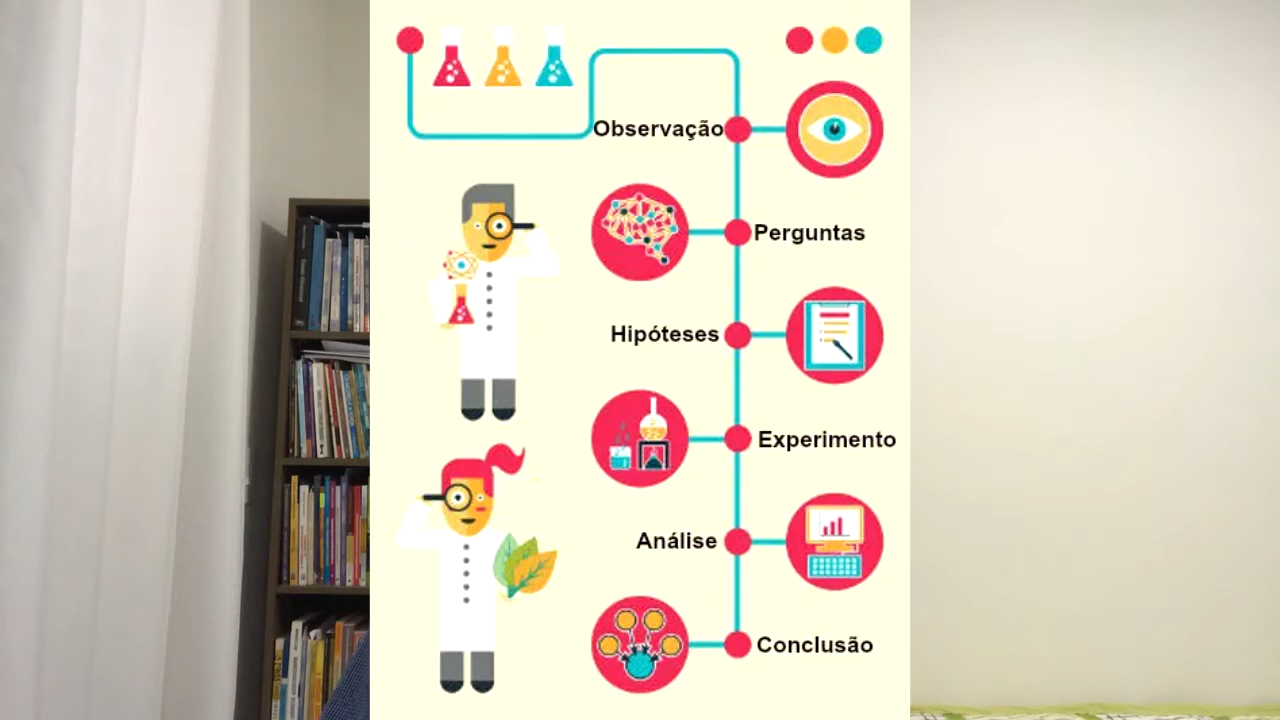 Observação
Perguntas
Hipóteses
Experimento
Análise
Conclusão